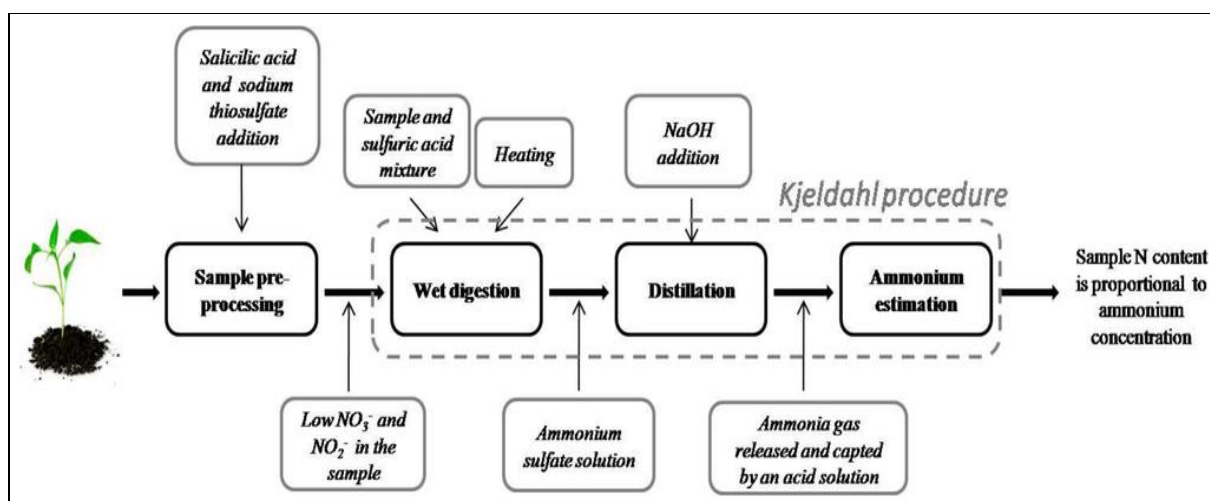 Salicilic acid
and sodium
thiosulfate
addition
Sample and
sulfuric acid
mixture
Heating
NaOH
addition
Kjeldahl procedure
Sample pre-
processing
Wet digestion
Distillation
Ammonium
estimation
Sample N content
is proportional to
ammonium
concentration
Low NO₃⁻ and
NO₂⁻ in the
sample
Ammonium
sulfate solution
Ammonia gas
released and capted
by an acid solution